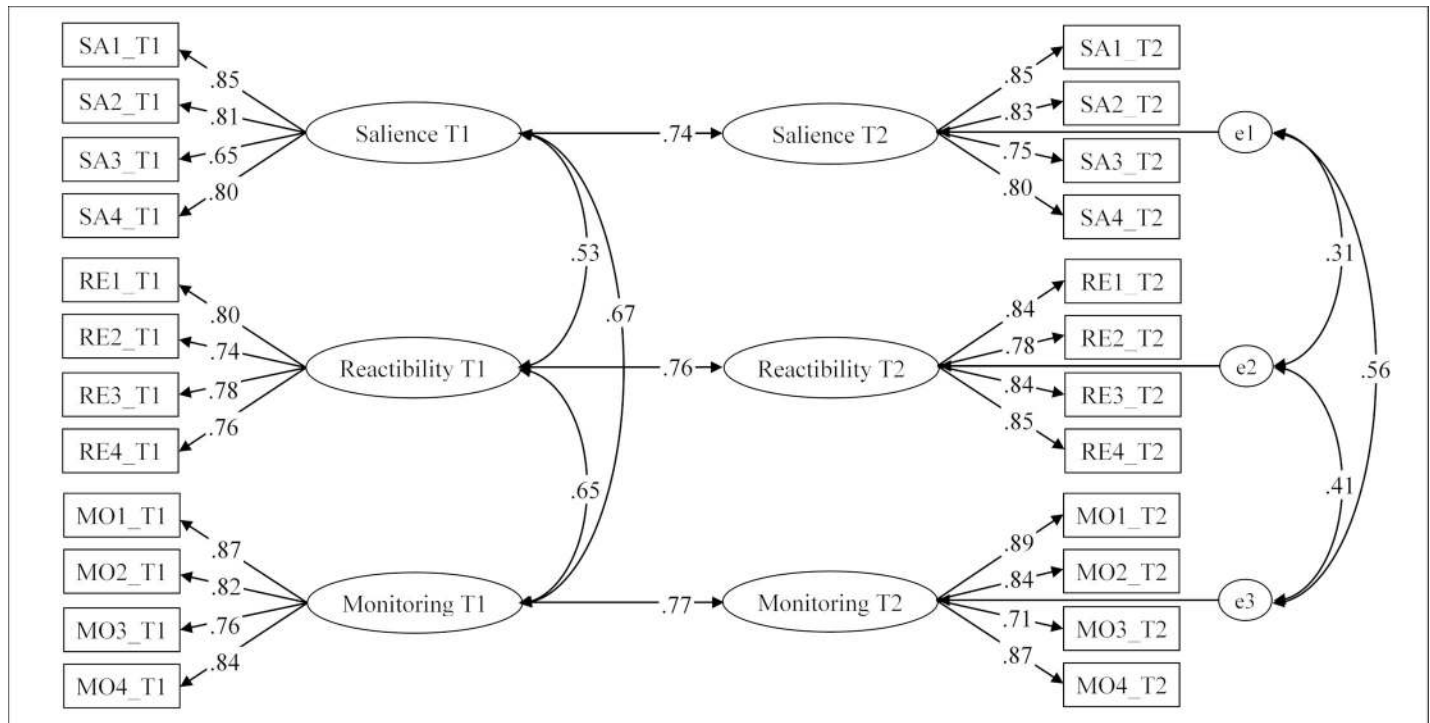 SA1_T1
.85
SA2_T1
.81
SA3_T1
.65
SA4_T1
.80
Salience T1
.74
Salience T2
SA1_T2
.85
SA2_T2
.83
SA3_T2
.75
SA4_T2
.80
e1
.53
.67
.31
.56
RE1_T1
.80
RE2_T1
.74
RE3_T1
.78
RE4_T1
.76
Reactibility T1
.76
Reactibility T2
RE1_T2
.84
RE2_T2
.78
RE3_T2
.84
RE4_T2
.85
e2
.65
.41
MO1_T1
.87
MO2_T1
.82
MO3_T1
.76
MO4_T1
.84
Monitoring T1
.77
Monitoring T2
MO1_T2
.89
MO2_T2
.84
MO3_T2
.71
MO4_T2
.87
e3